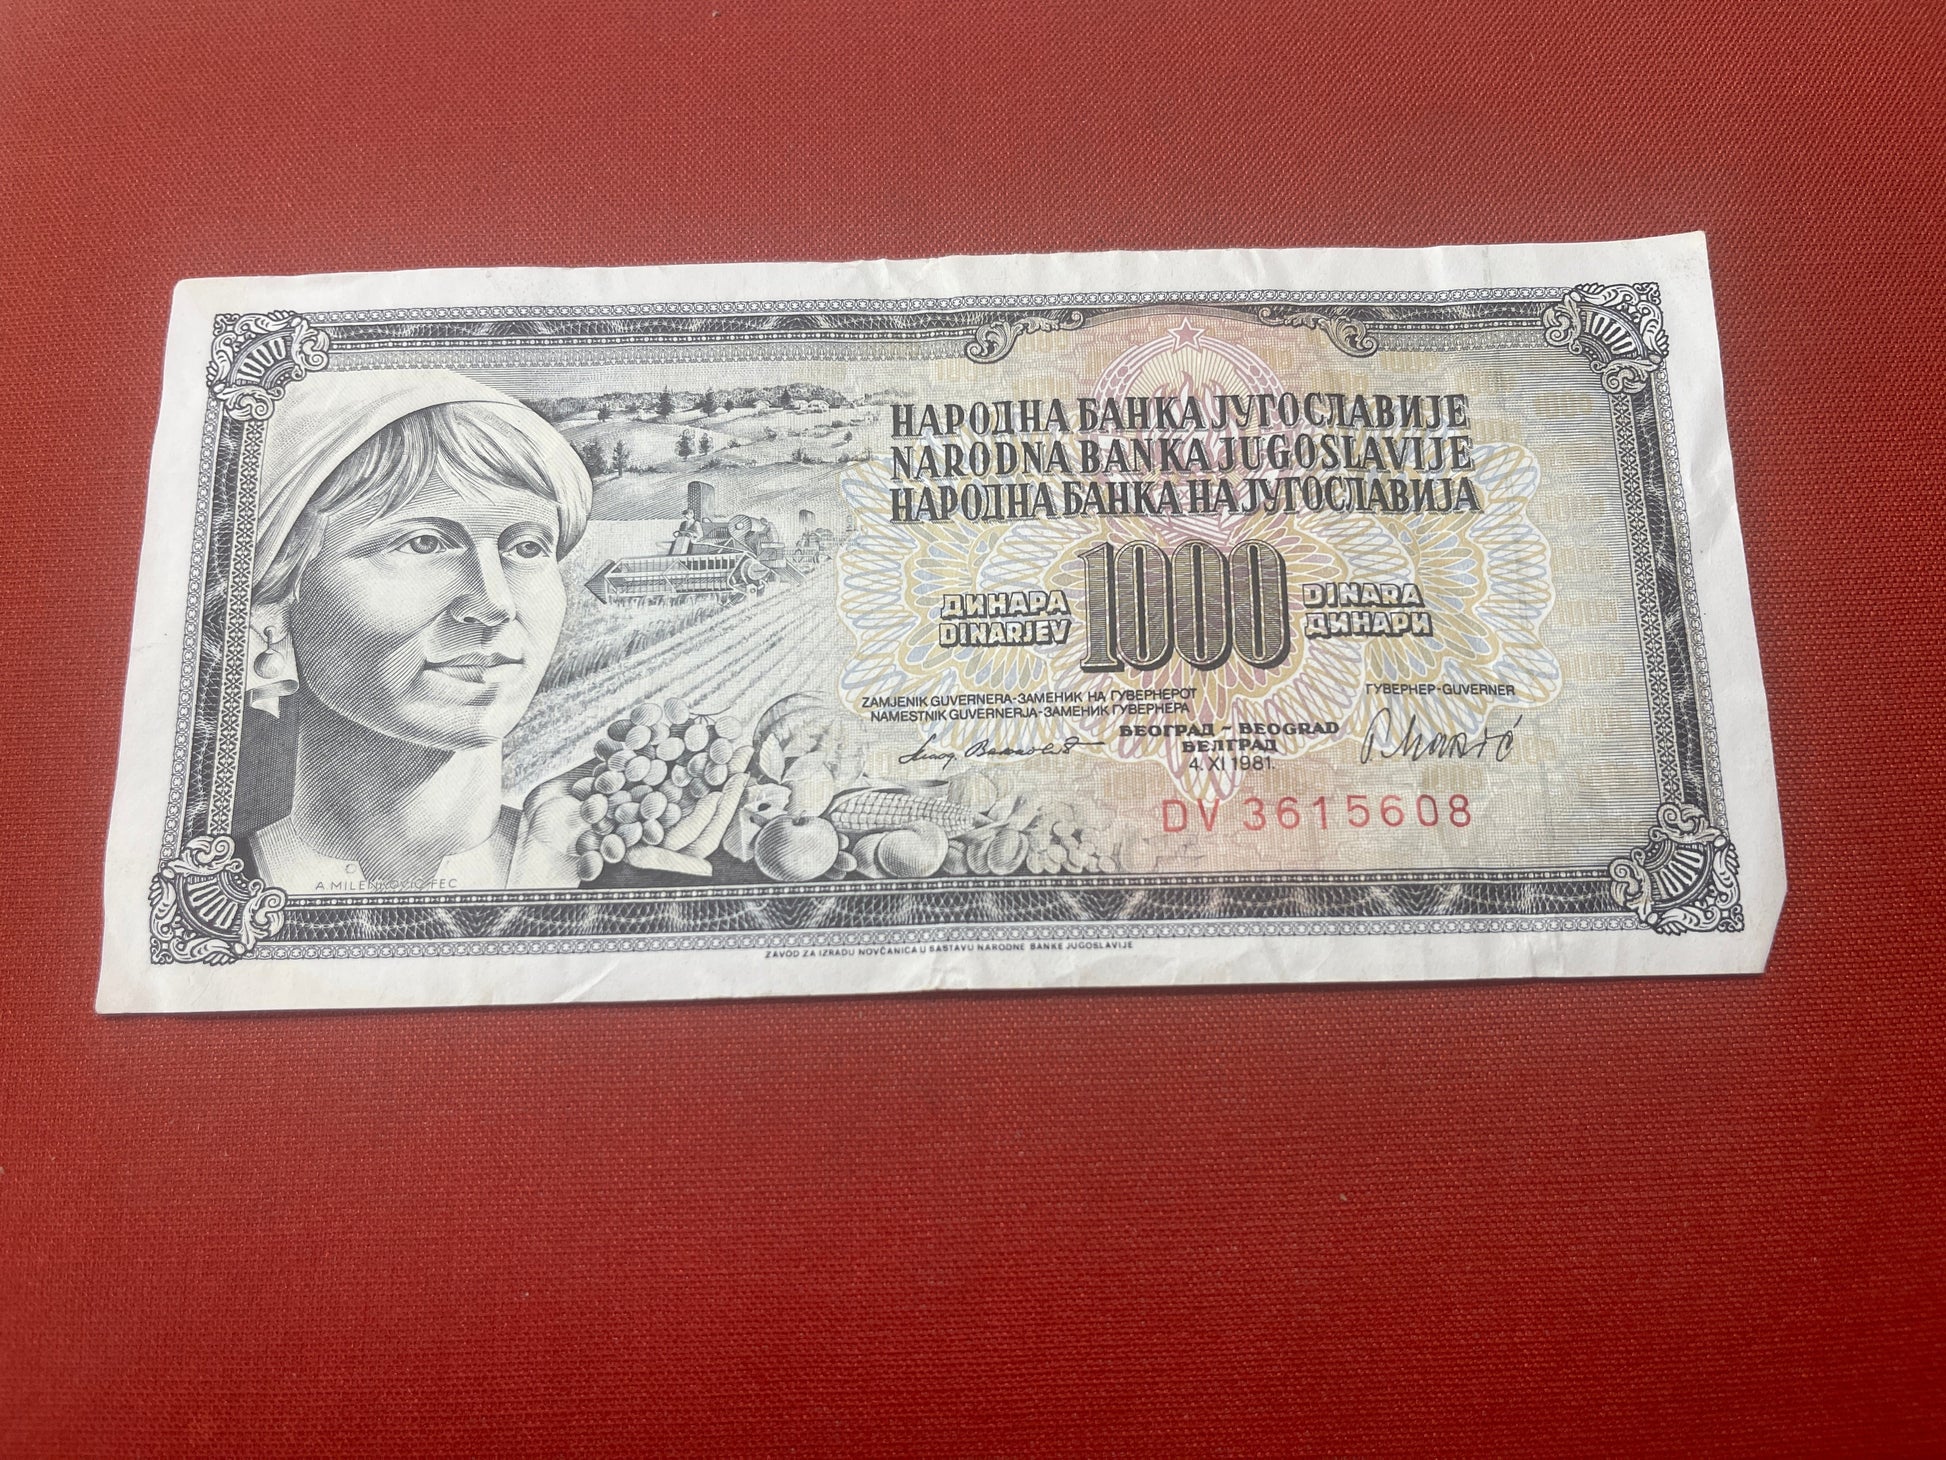 НАРОДНА БАНКА ЈУГОСЛАВИЈЕ
NARODNA BANKA JUGOSLAVIJE
НАРОДНА БАНКА НА ЈУГОСЛАВИЈА
ДИНАРА 1000 DINARA
DINARJEV ДИНАРИ
ZAMJENIK GUVERNERA-ЗАМЕНИК НА ГУВЕРНЕРОТ ГУВЕРНЕР-GUVERNER
NAMESTNIK GUVERNERJA-ЗАМЕНИК ГУВЕРНЕРА
БЕОГРАД - BEOGRAD
БЕЛГРАД
4. XI 1981.
DV 3615608
A MILENKOVIĆ FEC
ZAVOD ZA IZRADU NOVČANICA U SASTAVU NARODNE BANKE JUGOSLAVIJE